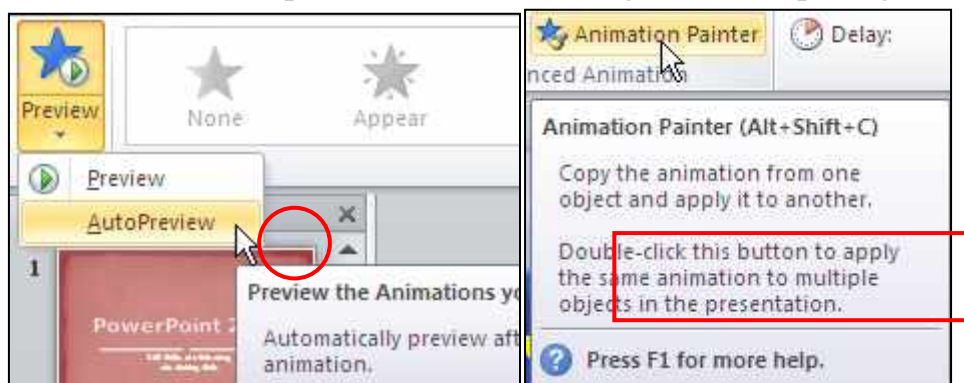 Preview
None
Appear
Preview
AutoPreview
1
Preview the Animations yo
PowerPoint
Automatically preview aft
animation.
Animation Painter
Delay:
nced Animation
Animation Painter (Alt+Shift+C)
Copy the animation from one
object and apply it to another.
Double-click this button to apply
the same animation to multiple
objects in the presentation.
Press F1 for more help.